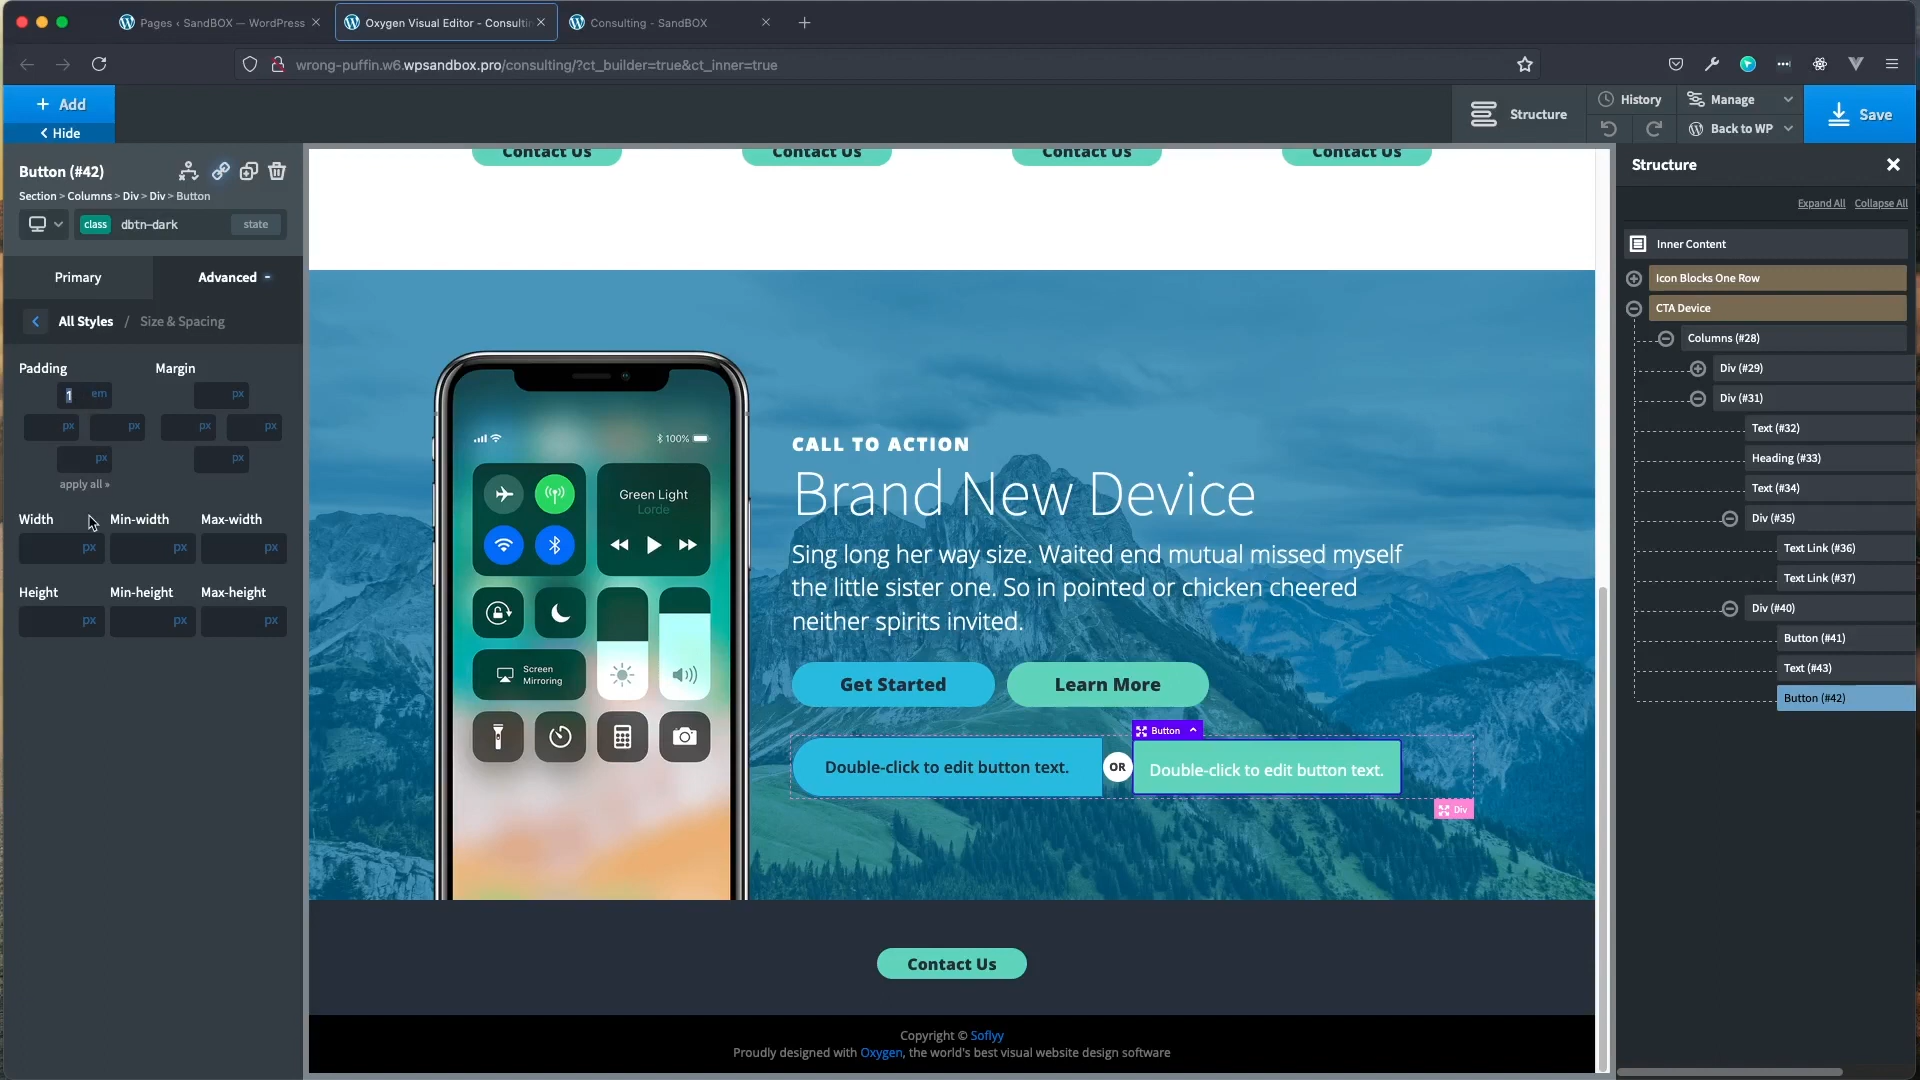 Pages ‹ SandBOX — WordPress
Oxygen Visual Editor - Consultin
Consulting - SandBOX
wrong-puffin.w6.wpsandbox.pro/consulting/?ct_builder=true&ct_inner=true
+ Add
Hide
Structure
History
Manage
Back to WP
Save
Button (#42)
Section > Columns > Div > Div > Button
class dbtn-dark state
Primary
Advanced
All Styles / Size & Spacing
Padding
Margin
1 em
px
px
px
px
px
px
px
apply all »
Width
Min-width
Max-width
px
px
px
Height
Min-height
Max-height
px
px
px
Contact Us
Contact Us
Contact Us
Contact Us
100%
Green Light
Lorde
Screen
Mirroring
CALL TO ACTION
Brand New Device
Sing long her way size. Waited end mutual missed myself
the little sister one. So in pointed or chicken cheered
neither spirits invited.
Get Started
Learn More
Button
Double-click to edit button text.
OR
Double-click to edit button text.
Div
Contact Us
Copyright © Soflyy
Proudly designed with Oxygen, the world's best visual website design software
Structure
Expand All
Collapse All
Inner Content
Icon Blocks One Row
CTA Device
Columns (#28)
Div (#29)
Div (#31)
Text (#32)
Heading (#33)
Text (#34)
Div (#35)
Text Link (#36)
Text Link (#37)
Div (#40)
Button (#41)
Text (#43)
Button (#42)